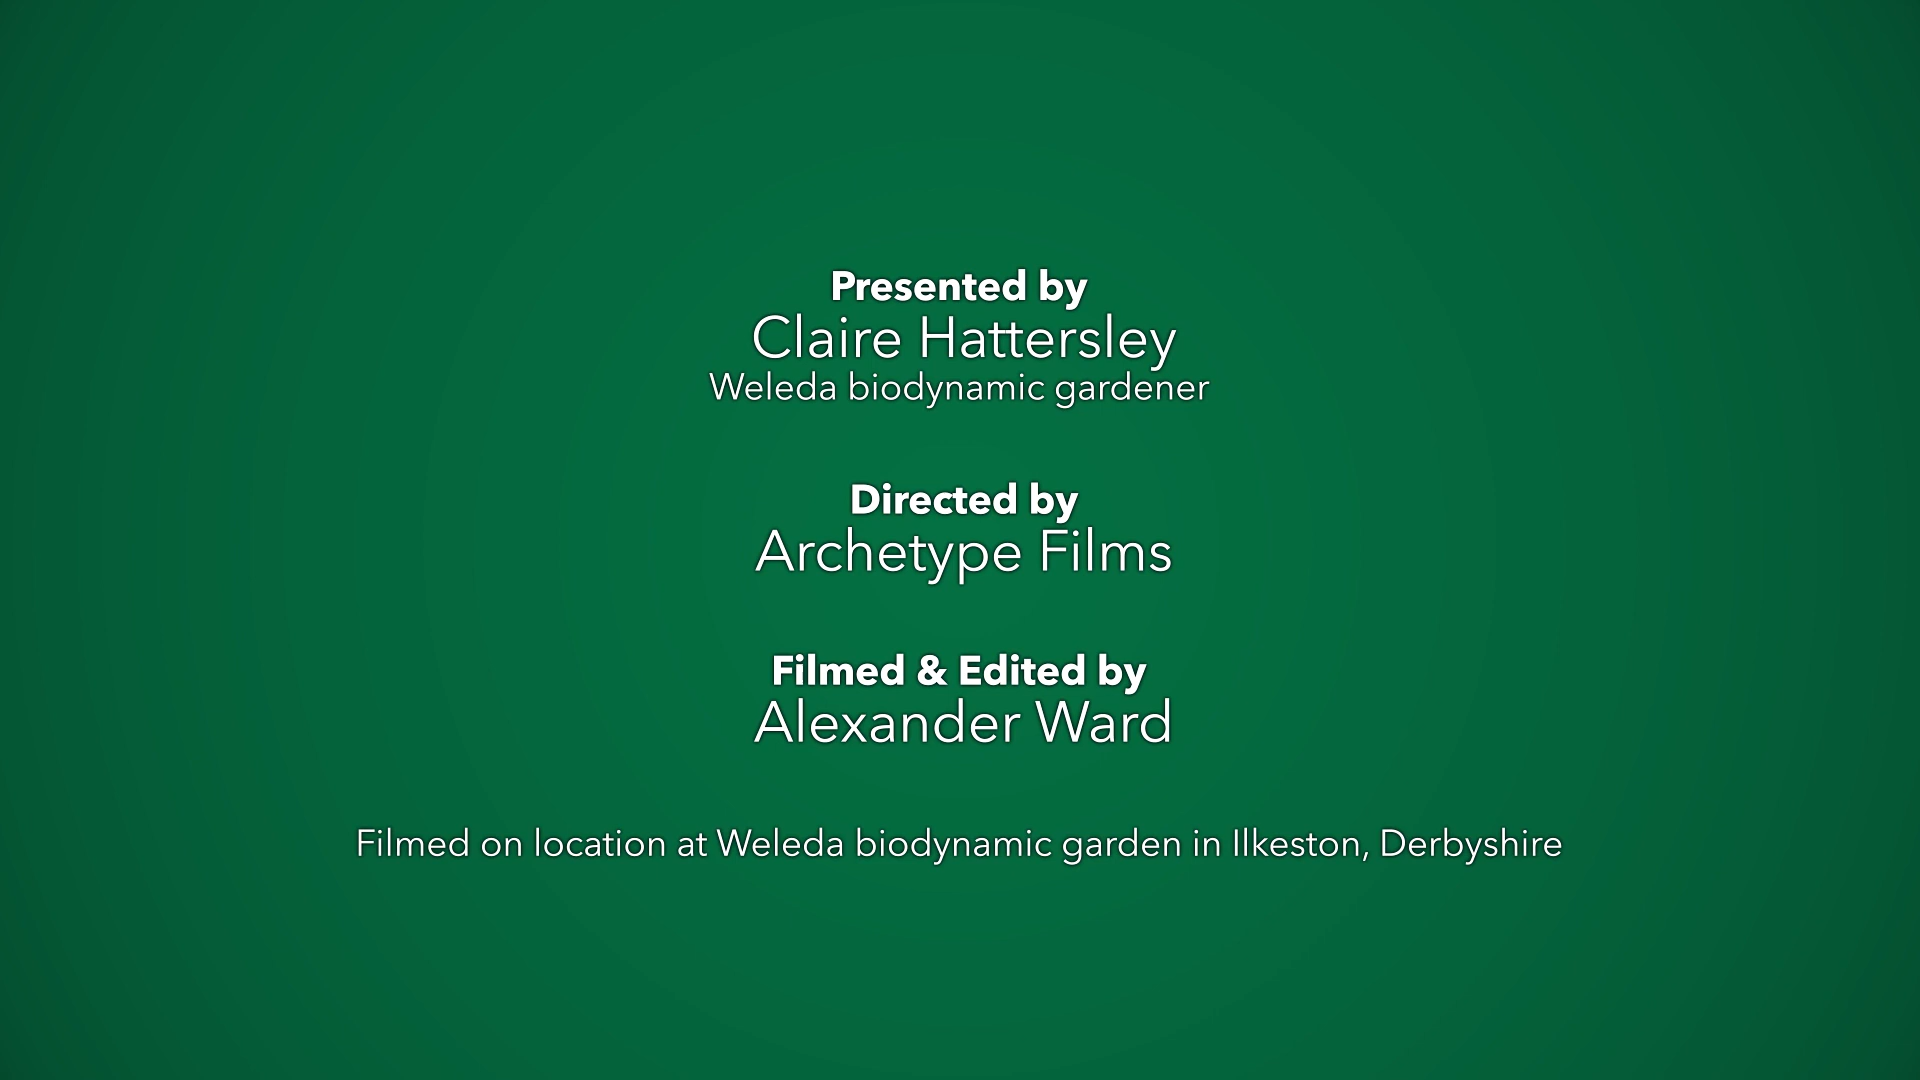 Presented by
Claire Hattersley
Weleda biodynamic gardener
Directed by
Archetype Films
Filmed & Edited by
Alexander Ward
Filmed on location at Weleda biodynamic garden in Ilkeston, Derbyshire